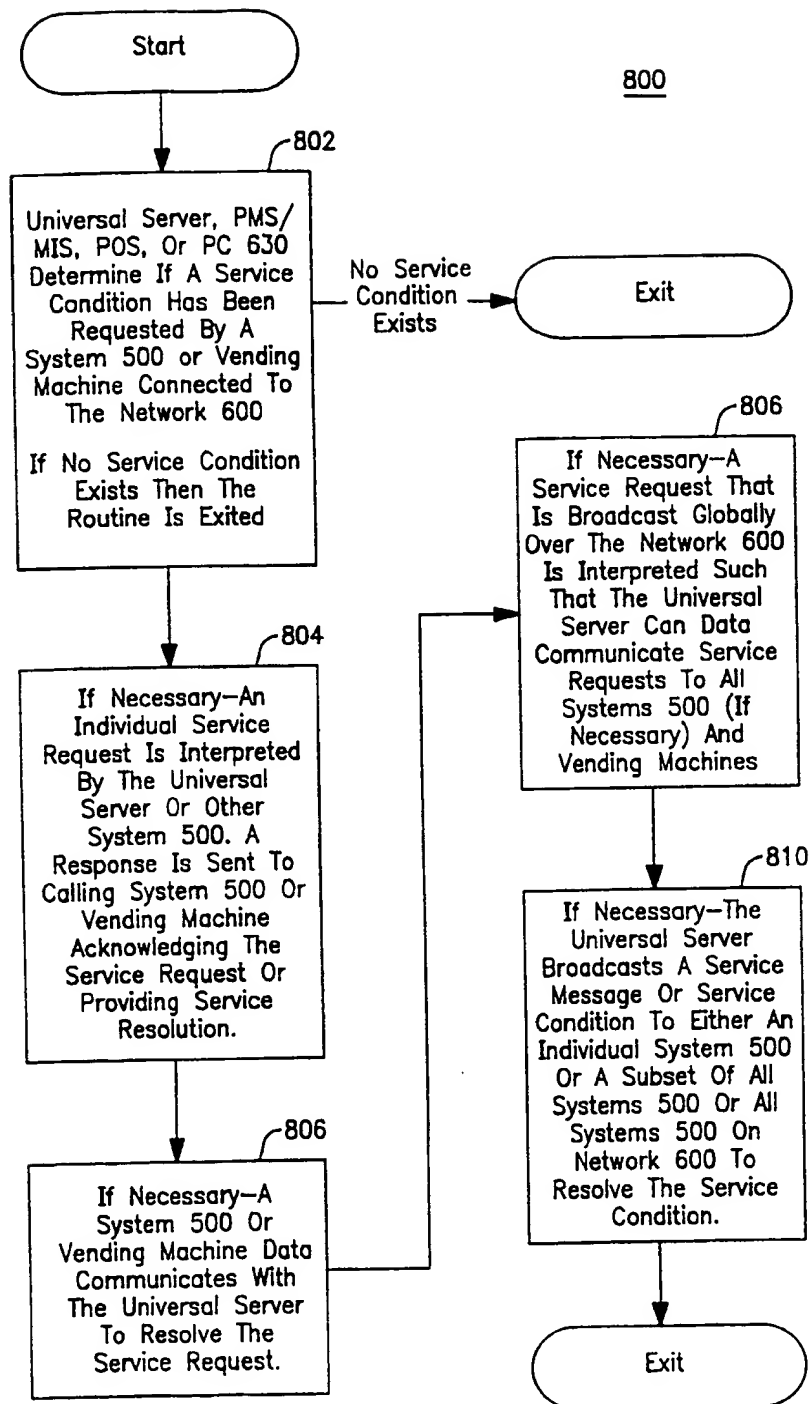 Start
800
802
Universal Server, PMS/
MIS, POS, Or PC 630
Determine If A Service
Condition Has Been
Requested By A
System 500 or Vending
Machine Connected To
The Network 600
If No Service Condition
Exists Then The
Routine Is Exited
No Service
Condition
Exists
Exit
804
If Necessary-An
Individual Service
Request Is Interpreted
By The Universal
Server Or Other
System 500. A
Response Is Sent To
Calling System 500 Or
Vending Machine
Acknowledging The
Service Request Or
Providing Service
Resolution.
806
If Necessary-A
System 500 Or
Vending Machine Data
Communicates With
The Universal Server
To Resolve The
Service Request.
806
If Necessary-A
Service Request That
Is Broadcast Globally
Over The Network 600
Is Interpreted Such
That The Universal
Server Can Data
Communicate Service
Requests To All
Systems 500 (If
Necessary) And
Vending Machines
810
If Necessary-The
Universal Server
Broadcasts A Service
Message Or Service
Condition To Either An
Individual System 500
Or A Subset Of All
Systems 500 Or All
Systems 500 On
Network 600 To
Resolve The Service
Condition.
Exit